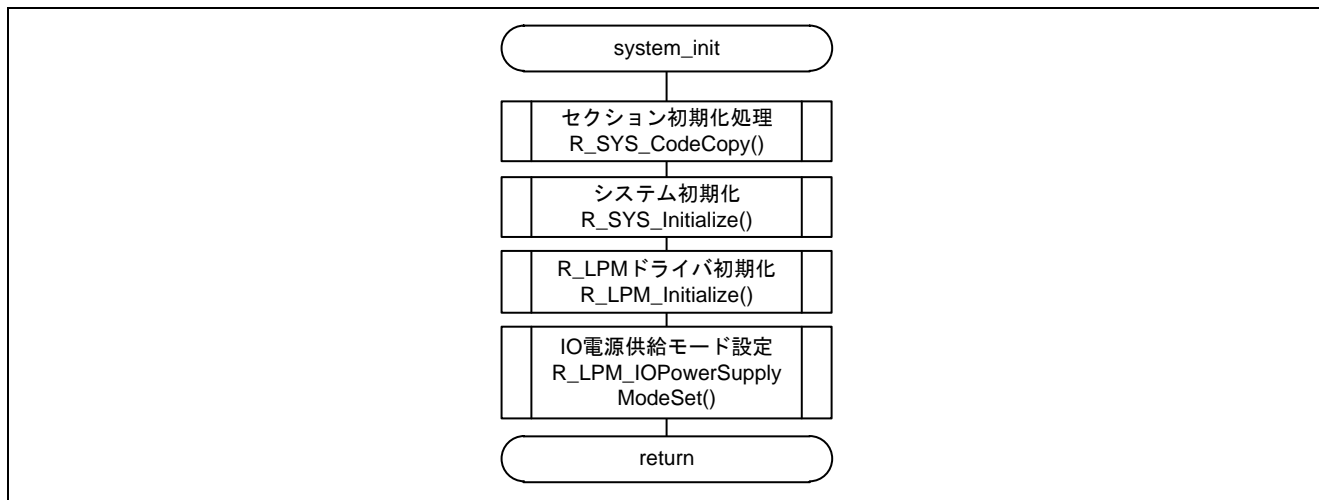 system_init
セクション初期化処理
R_SYS_CodeCopy()
システム初期化
R_SYS_Initialize()
R_LPMドライバ初期化
R_LPM_Initialize()
IO電源供給モード設定
R_LPM_IOPowerSupply
ModeSet()
return